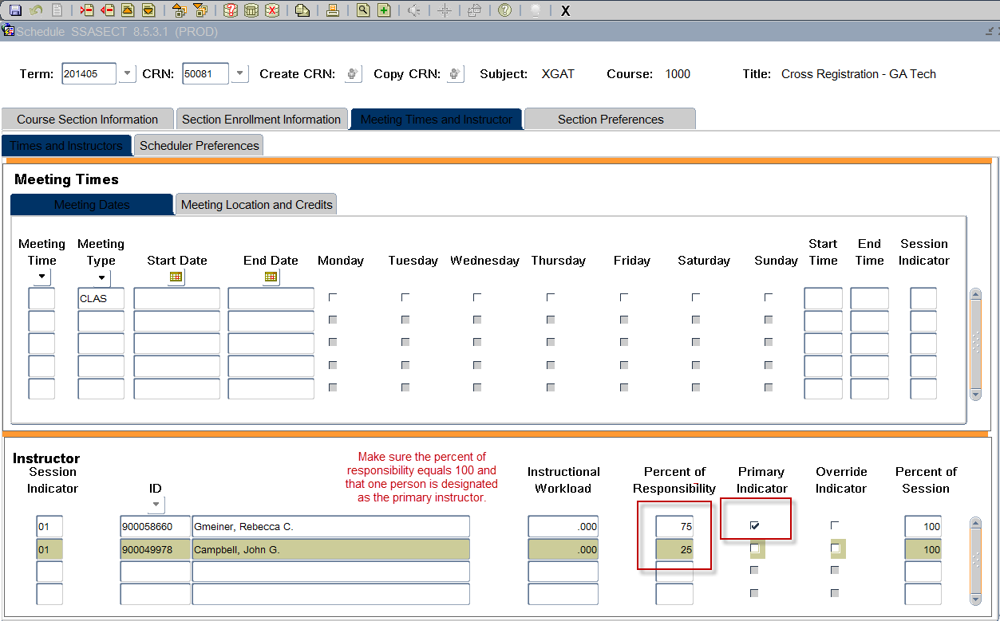 X
Schedule SSASECT 8.5.3.1 (PROD)
Term: 201405 CRN: 50081 Create CRN: Copy CRN: Subject: XGAT Course: 1000 Title: Cross Registration - GA Tech
Course Section Information Section Enrollment Information Meeting Times and Instructor Section Preferences
Times and Instructors Scheduler Preferences
Meeting Times
Meeting Dates Meeting Location and Credits
Meeting Meeting Start End Session
Time Type Start Date End Date Monday Tuesday Wednesday Thursday Friday Saturday Sunday Time Time Indicator
CLAS
Instructor
Make sure the percent of
responsibility equals 100 and
that one person is designated
as the primary instructor.
Session Instructional Percent of Primary Override Percent of
Indicator ID Workload Responsibility Indicator Indicator Session
01 900058660 Gmeiner, Rebecca C. .000 75 100
01 900049978 Campbell, John G. .000 25 100